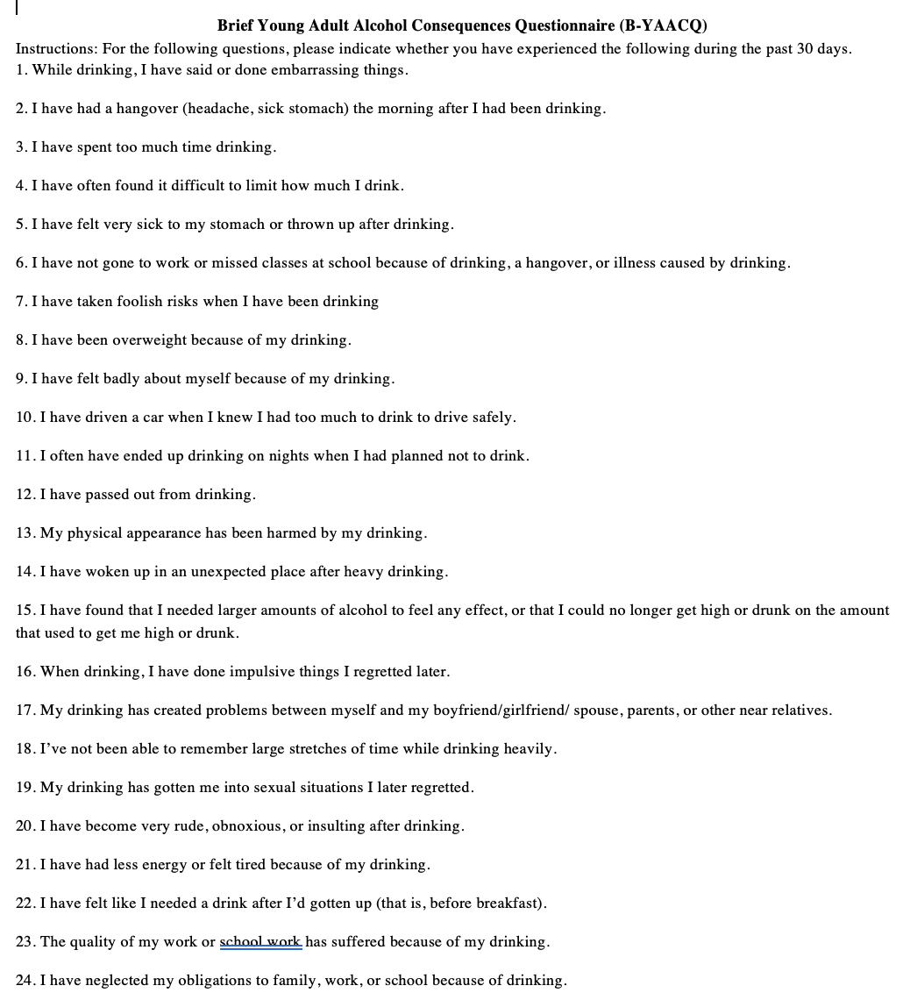 Brief Young Adult Alcohol Consequences Questionnaire (B-YAACQ)
Instructions: For the following questions, please indicate whether you have experienced the following during the past 30 days.
1. While drinking, I have said or done embarrassing things.
2. I have had a hangover (headache, sick stomach) the morning after I had been drinking.
3. I have spent too much time drinking.
4. I have often found it difficult to limit how much I drink.
5. I have felt very sick to my stomach or thrown up after drinking.
6. I have not gone to work or missed classes at school because of drinking, a hangover, or illness caused by drinking.
7. I have taken foolish risks when I have been drinking
8. I have been overweight because of my drinking.
9. I have felt badly about myself because of my drinking.
10. I have driven a car when I knew I had too much to drink to drive safely.
11. I often have ended up drinking on nights when I had planned not to drink.
12. I have passed out from drinking.
13. My physical appearance has been harmed by my drinking.
14. I have woken up in an unexpected place after heavy drinking.
15. I have found that I needed larger amounts of alcohol to feel any effect, or that I could no longer get high or drunk on the amount
that used to get me high or drunk.
16. When drinking, I have done impulsive things I regretted later.
17. My drinking has created problems between myself and my boyfriend/girlfriend/ spouse, parents, or other near relatives.
18. I’ve not been able to remember large stretches of time while drinking heavily.
19. My drinking has gotten me into sexual situations I later regretted.
20. I have become very rude, obnoxious, or insulting after drinking.
21. I have had less energy or felt tired because of my drinking.
22. I have felt like I needed a drink after I’d gotten up (that is, before breakfast).
23. The quality of my work or school work has suffered because of my drinking.
24. I have neglected my obligations to family, work, or school because of drinking.